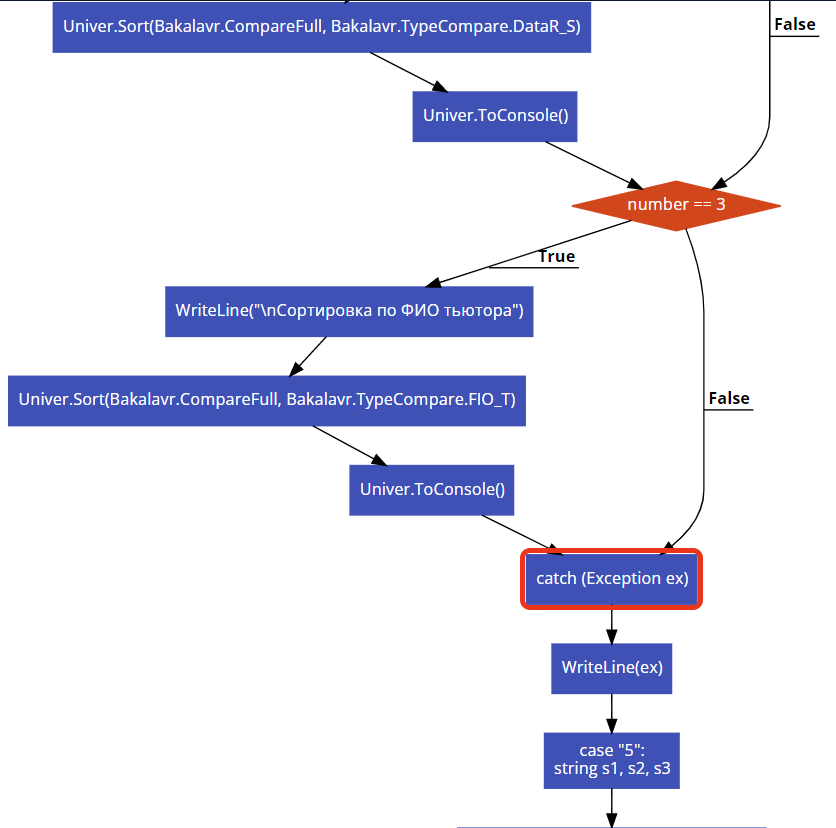 Univer.Sort(Bakalavr.CompareFull, Bakalavr.TypeCompare.DataR_S)
False
Univer.ToConsole()
number == 3
True
WriteLine("\nСортировка по ФИО тьютора")
Univer.Sort(Bakalavr.CompareFull, Bakalavr.TypeCompare.FIO_T)
False
Univer.ToConsole()
catch (Exception ex)
WriteLine(ex)
case "5":
string s1, s2, s3